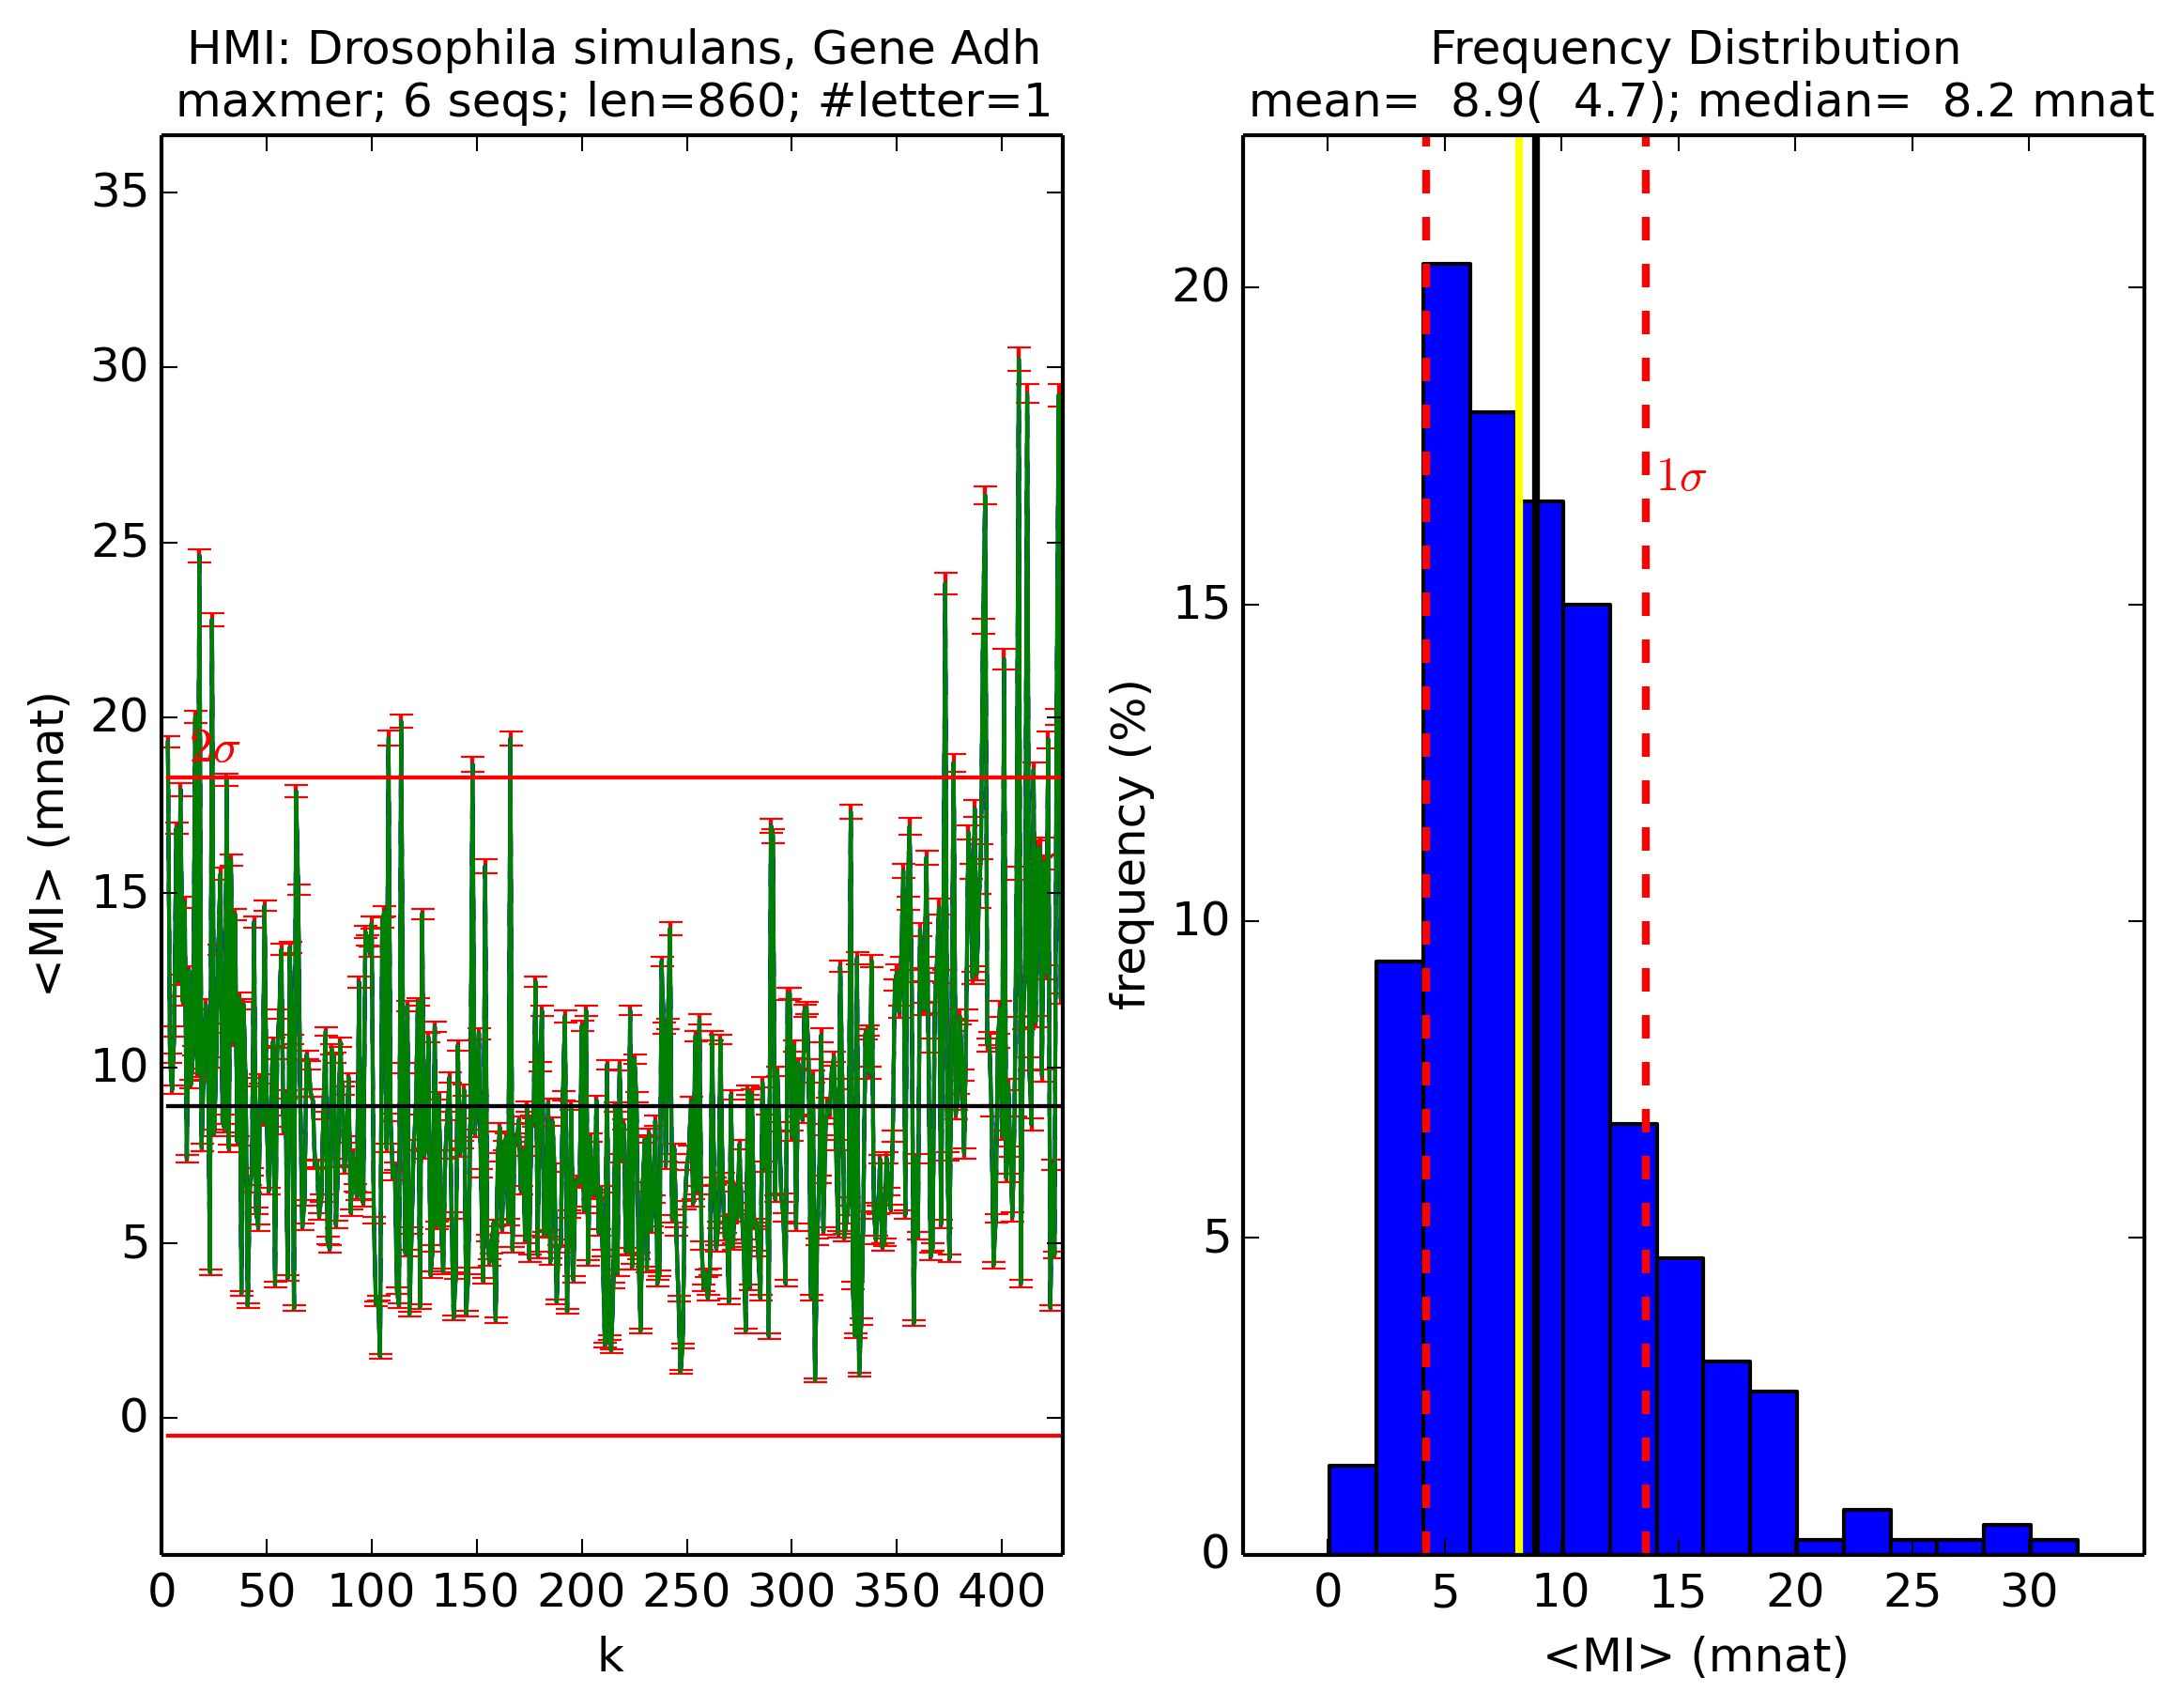 HMI: Drosophila simulans, Gene Adh
maxmer; 6 seqs; len=860; #letter=1
<MI> (mnat)
35
30
25
20
15
10
5
0
2σ
0 50 100 150 200 250 300 350 400
k
Frequency Distribution
mean=  8.9(  4.7); median=  8.2 mnat
frequency (%)
20
15
10
5
0
1σ
0 5 10 15 20 25 30
<MI> (mnat)